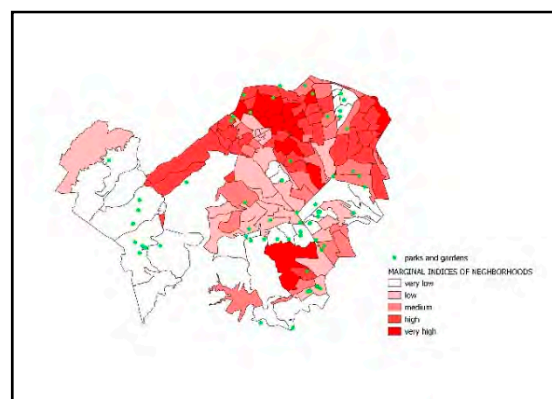 parks and gardens
MARGINAL INDICES OF NEIGHBORHOODS
very low
low
medium
high
very high